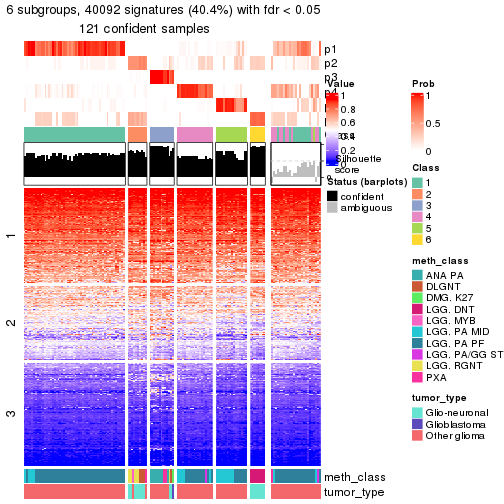 6 subgroups, 40092 signatures (40.4%) with fdr < 0.05
121 confident samples
p1
p2
p3
p4
Value
1
0.8
0.6
0.4
0.2
0
Silhouette
score
Status (barplots)
confident
ambiguous
Prob
1
0.5
0
Class
1
2
3
4
5
6
meth_class
ANA PA
DLGNT
DMG, K27
LGG, DNT
LGG, MYB
LGG, PA MID
LGG, PA PF
LGG, PA/GG ST
LGG, RGNT
PXA
tumor_type
Glio-neuronal
Glioblastoma
Other glioma
1
2
3
meth_class
tumor_type